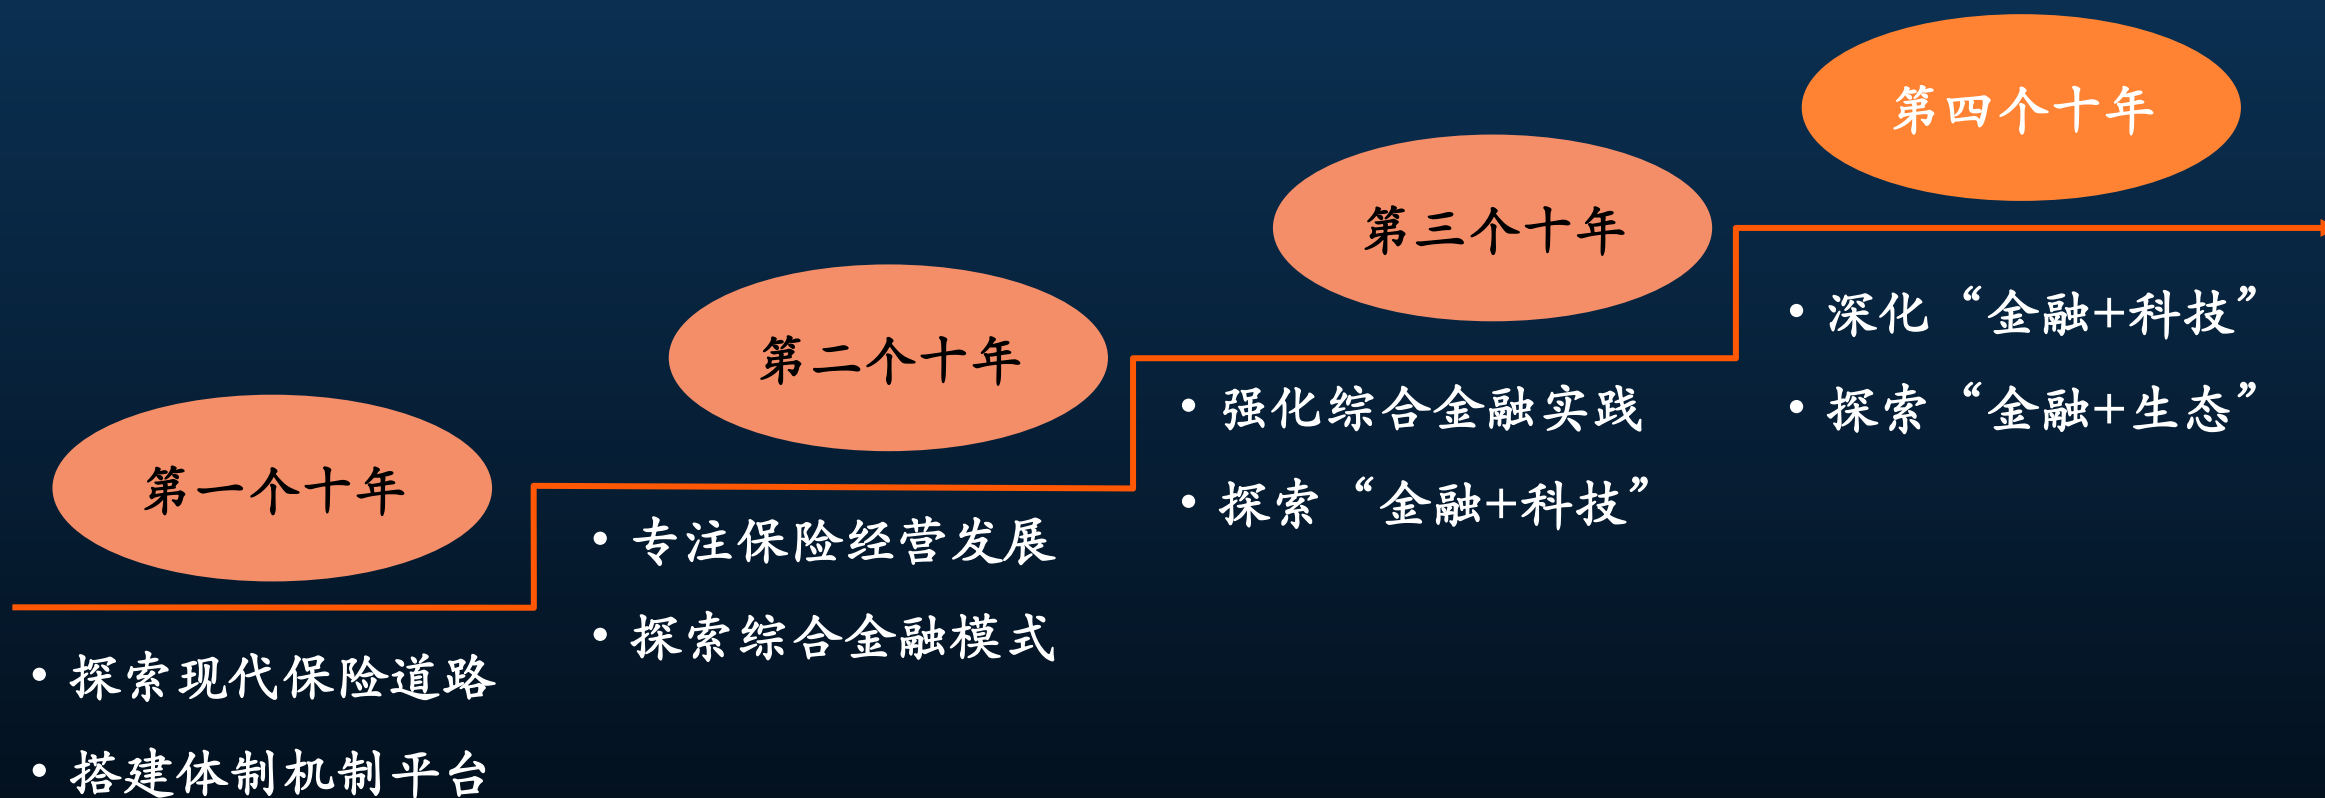 第一个十年
• 探索现代保险道路
• 搭建体制机制平台
第二个十年
• 专注保险经营发展
• 探索综合金融模式
第三个十年
• 强化综合金融实践
• 探索“金融+科技”
第四个十年
• 深化“金融+科技”
• 探索“金融+生态”